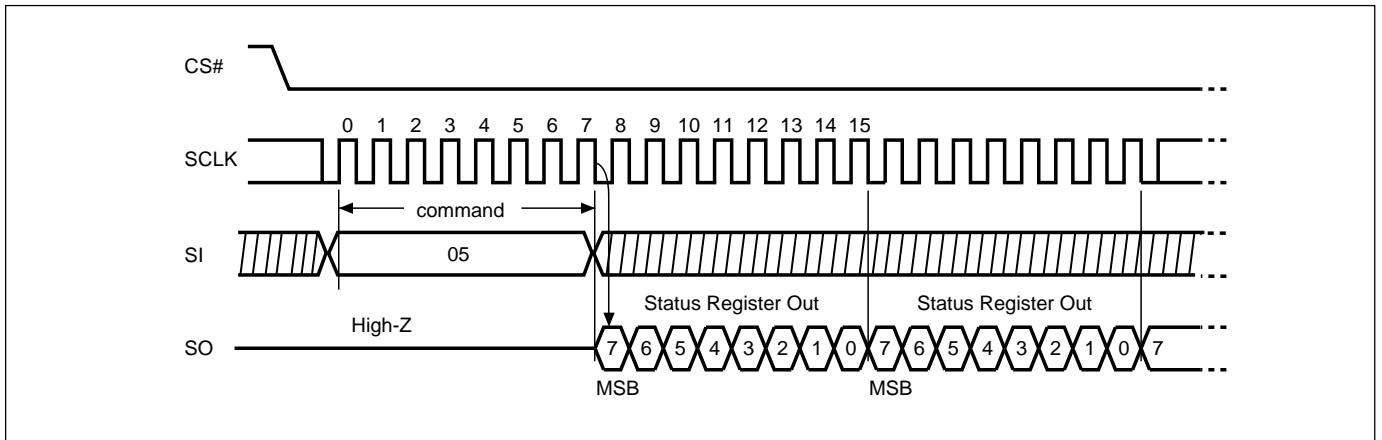 CS#
0 1 2 3 4 5 6 7 8 9 10 11 12 13 14 15
SCLK
command
SI
05
Status Register Out Status Register Out
High-Z
SO
7 6 5 4 3 2 1 0 7 6 5 4 3 2 1 0 7
MSB MSB